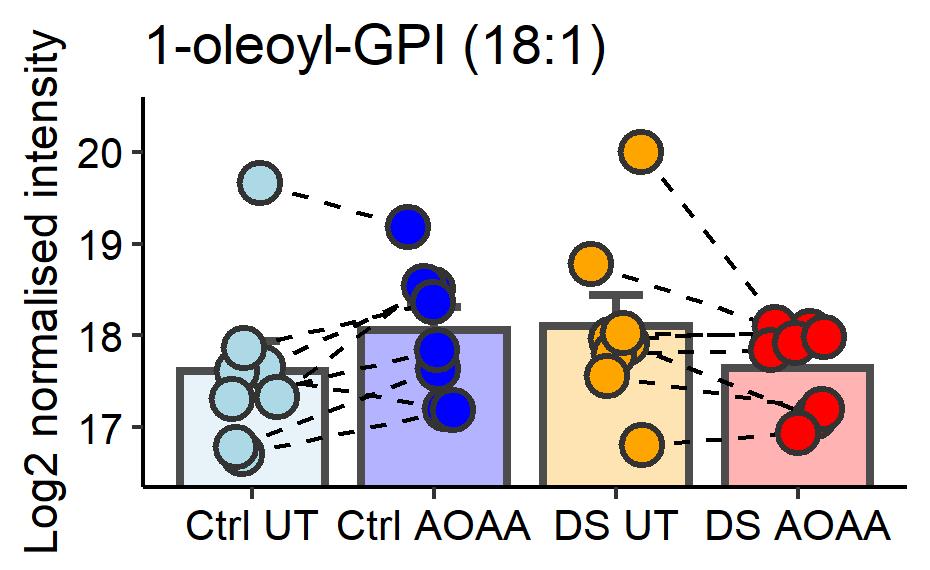 1-oleoyl-GPI (18:1)
Log2 normalised intensity
20
19
18
17
Ctrl UT Ctrl AOAA DS UT DS AOAA